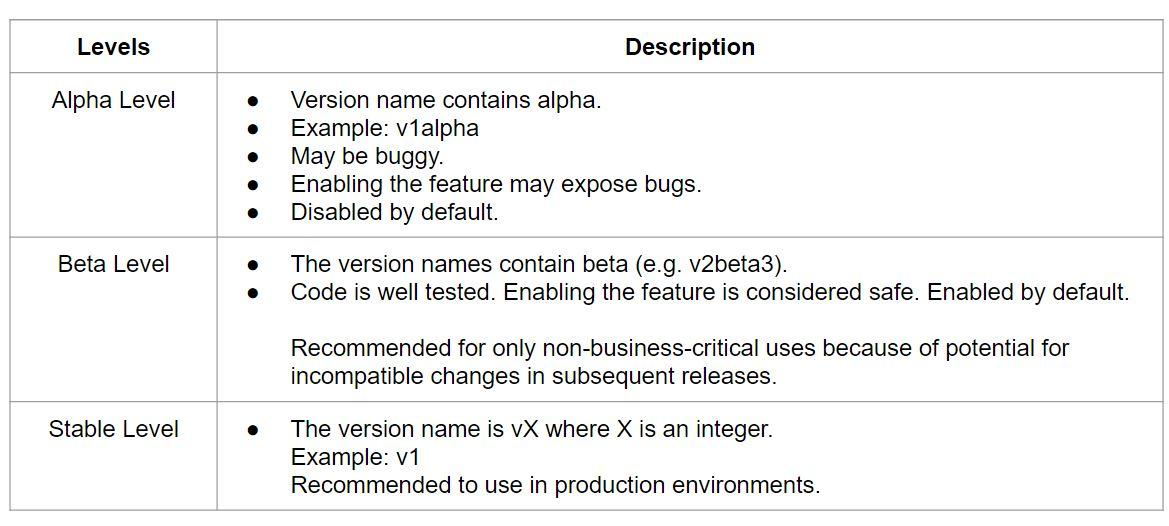 Levels
Description
Alpha Level
● Version name contains alpha.
● Example: v1alpha
● May be buggy.
● Enabling the feature may expose bugs.
● Disabled by default.
Beta Level
● The version names contain beta (e.g. v2beta3).
● Code is well tested. Enabling the feature is considered safe. Enabled by default.
Recommended for only non-business-critical uses because of potential for
incompatible changes in subsequent releases.
Stable Level
● The version name is vX where X is an integer.
Example: v1
Recommended to use in production environments.